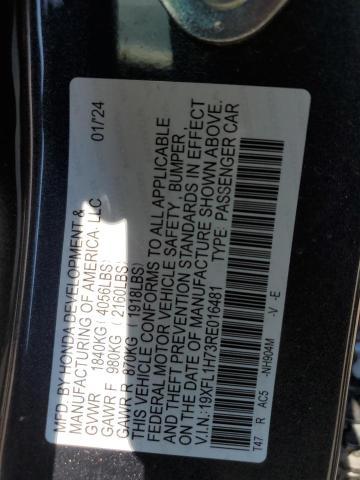 MFD. BY HONDA DEVELOPMENT &
MANUFACTURING OF AMERICA, LLC 01/24
GVWR 1840KG( 4056LBS)
GAWR F 980KG ( 2160LBS)
GAWR R 870KG ( 1918LBS)
THIS VEHICLE CONFORMS TO ALL APPLICABLE
FEDERAL MOTOR VEHICLE SAFETY, BUMPER,
AND THEFT PREVENTION STANDARDS IN EFFECT
ON THE DATE OF MANUFACTURE SHOWN ABOVE.
V.I.N.:19XFL1H73RE016481 TYPE: PASSENGER CAR
T47 R AC5 -NH904M -V -E